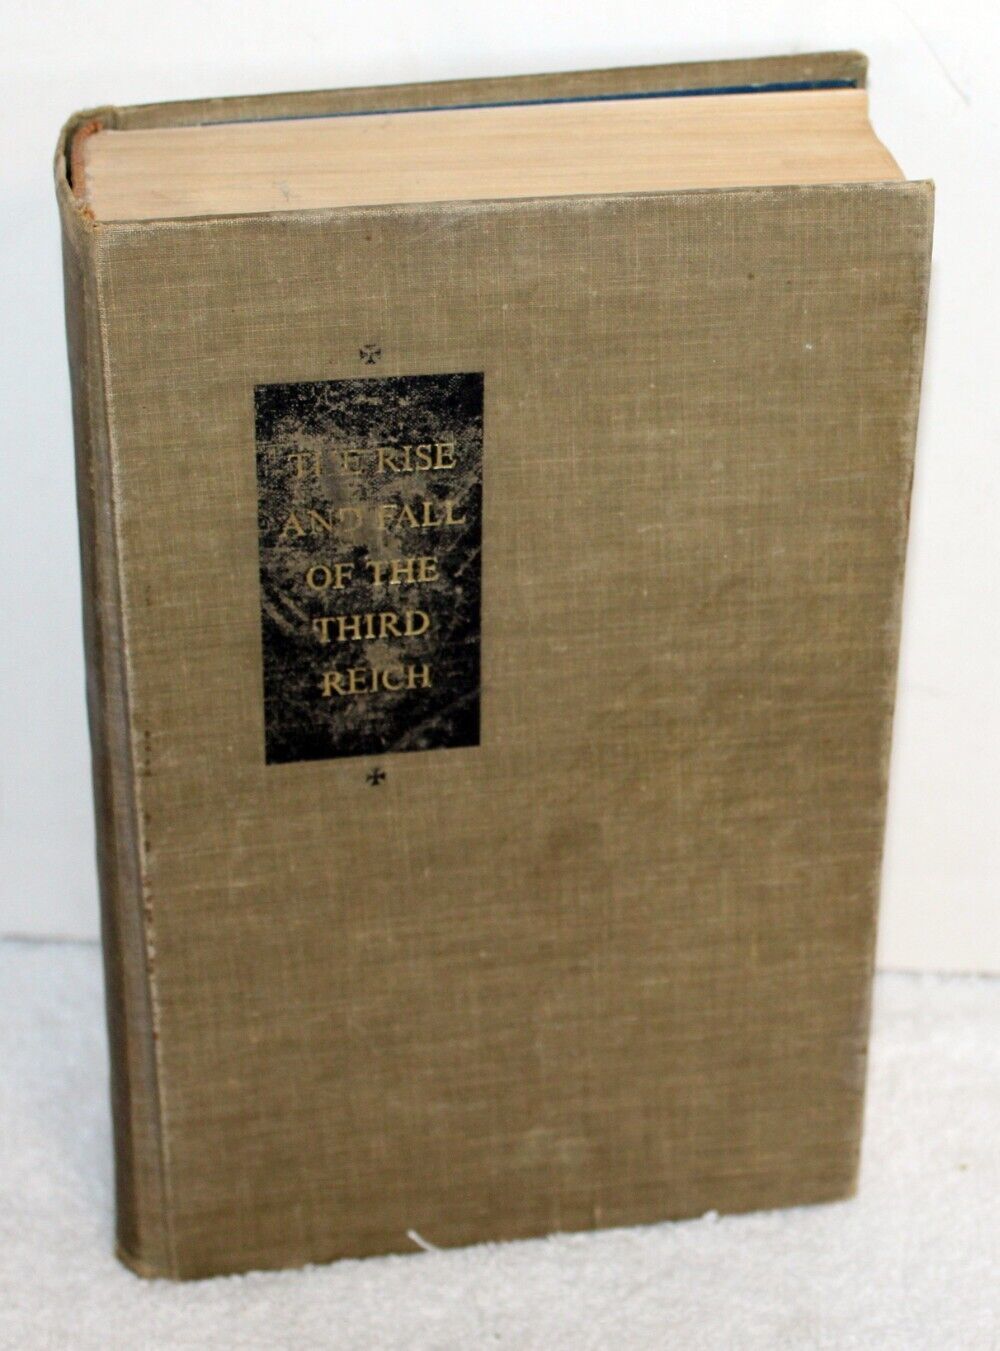 THE RISE
AND FALL
OF THE
THIRD
REICH